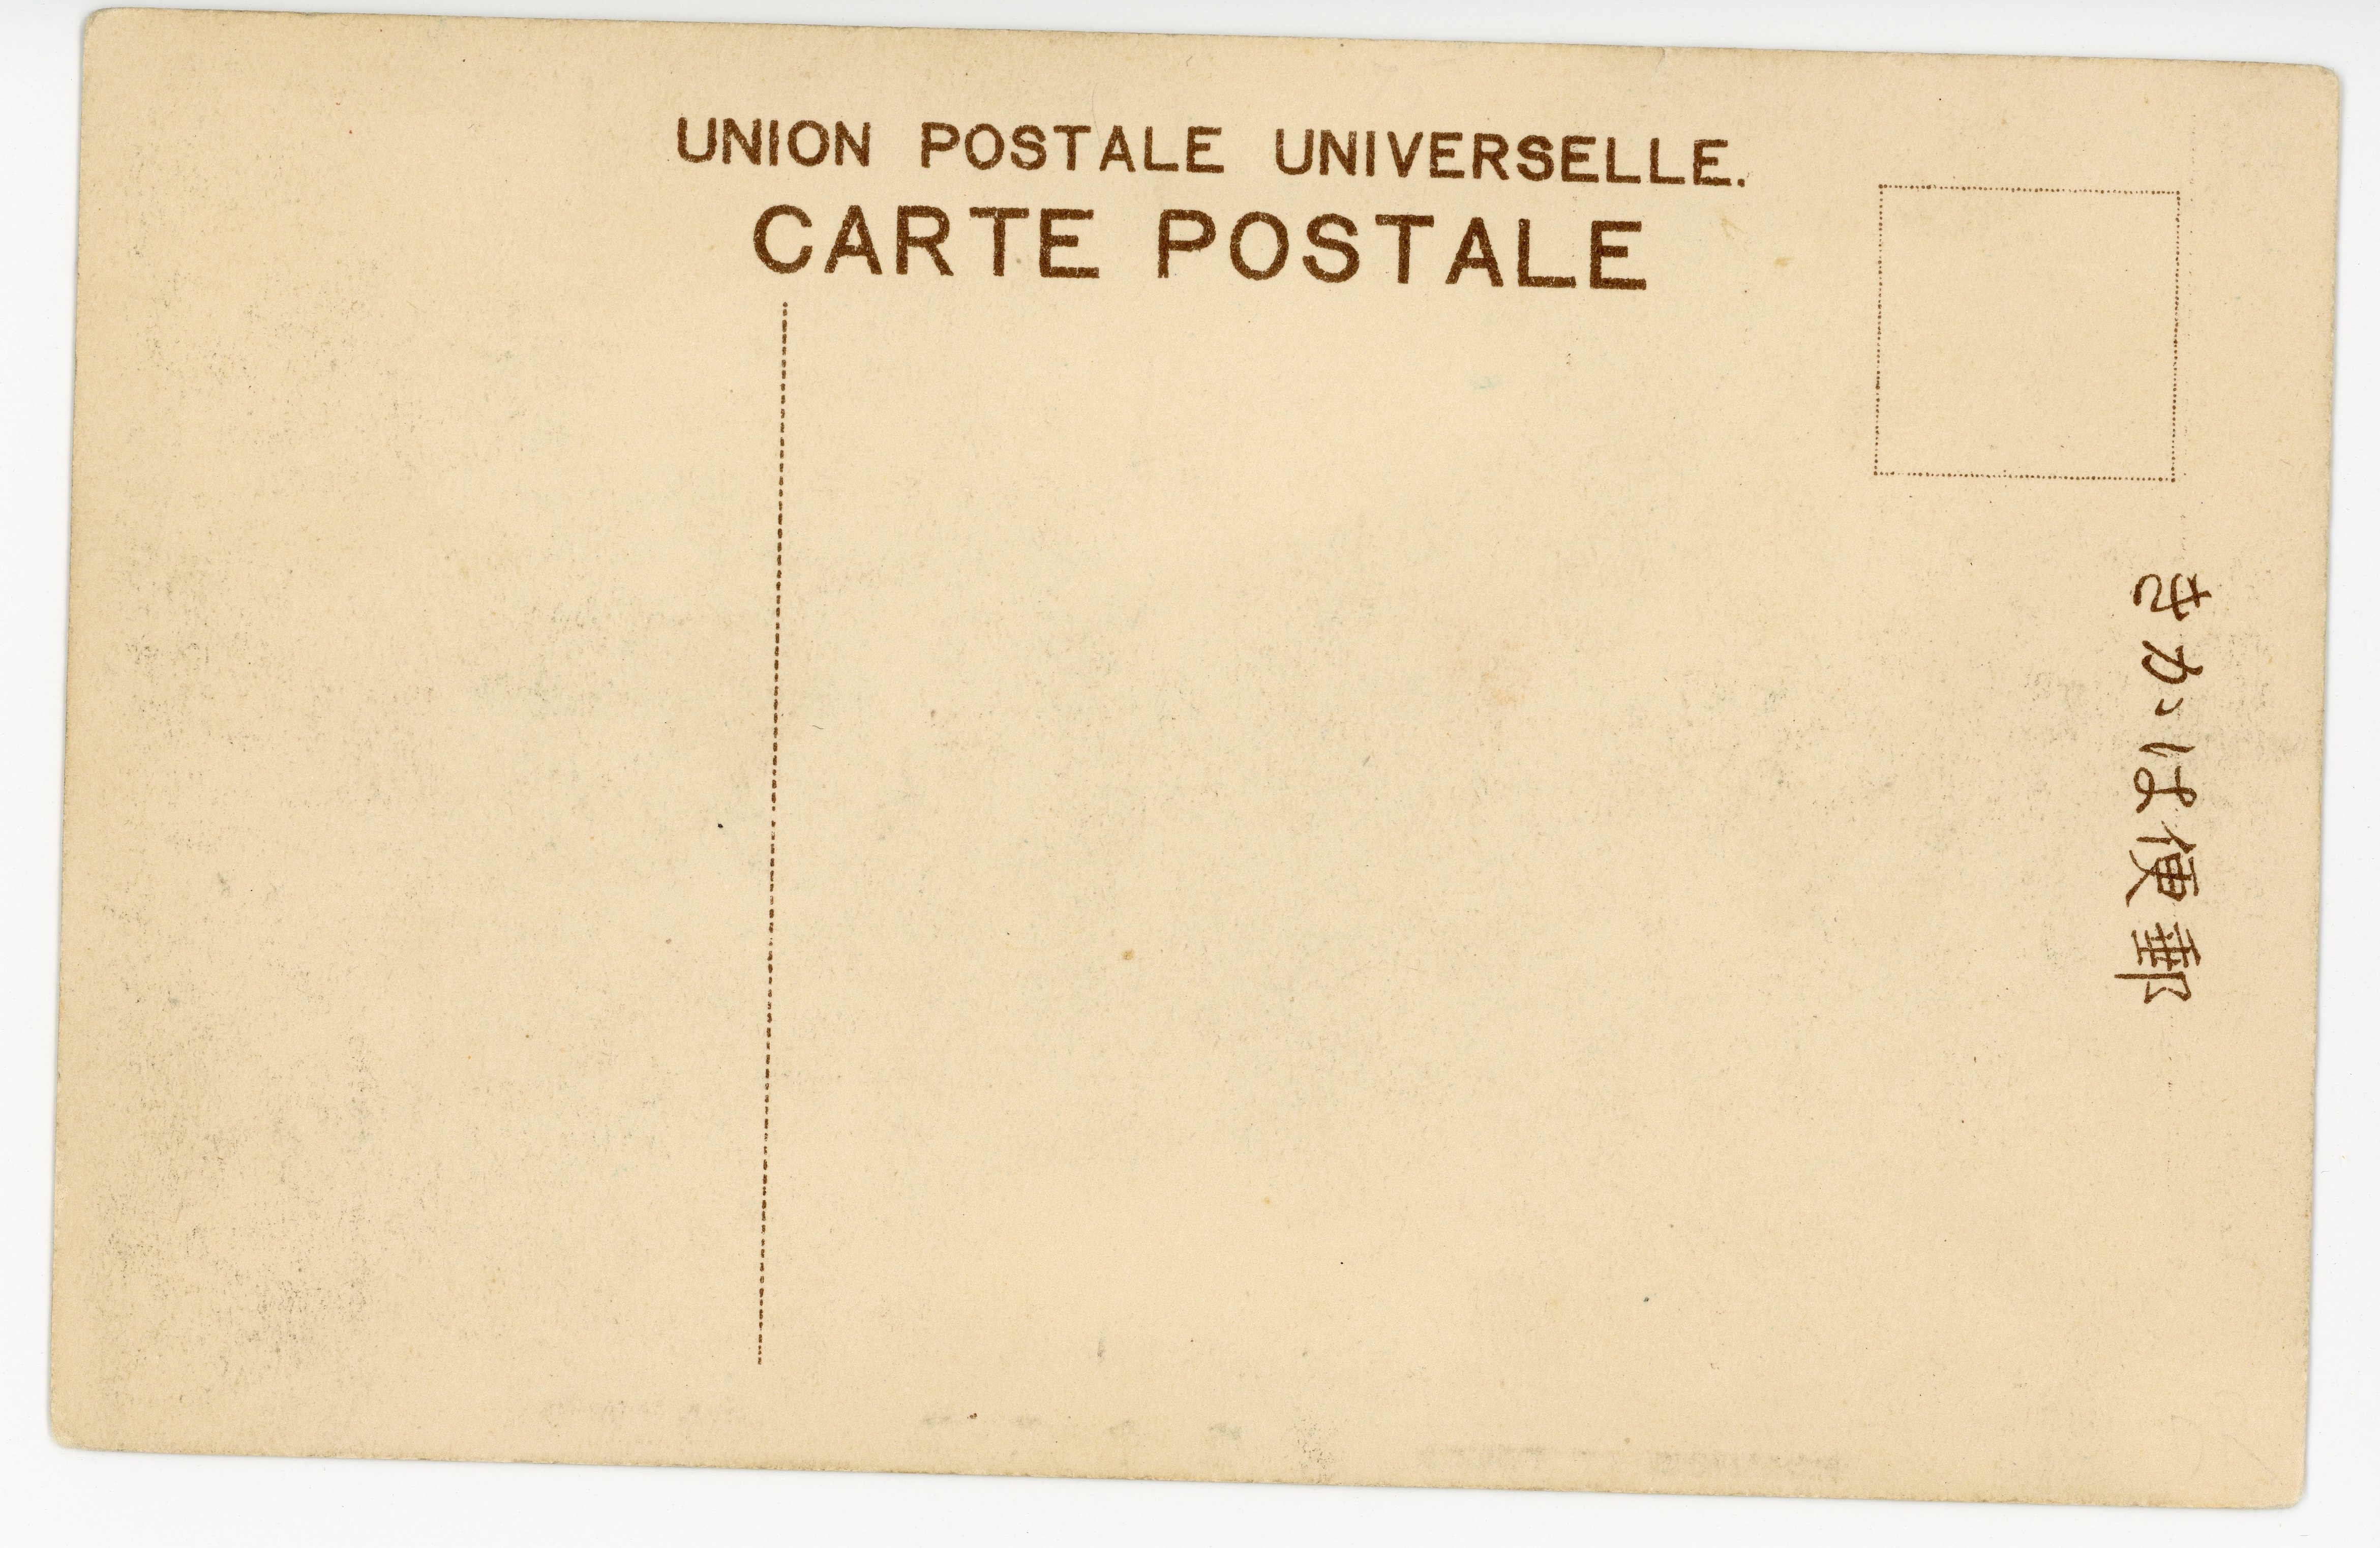 UNION POSTALE UNIVERSELLE.
CARTE POSTALE
郵便はかき